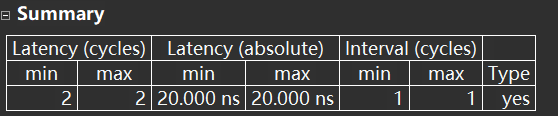 Summary
Latency (cycles) Latency (absolute) Interval (cycles)
min max min max min max Type
2 2 20.000 ns 20.000 ns 1 1 yes